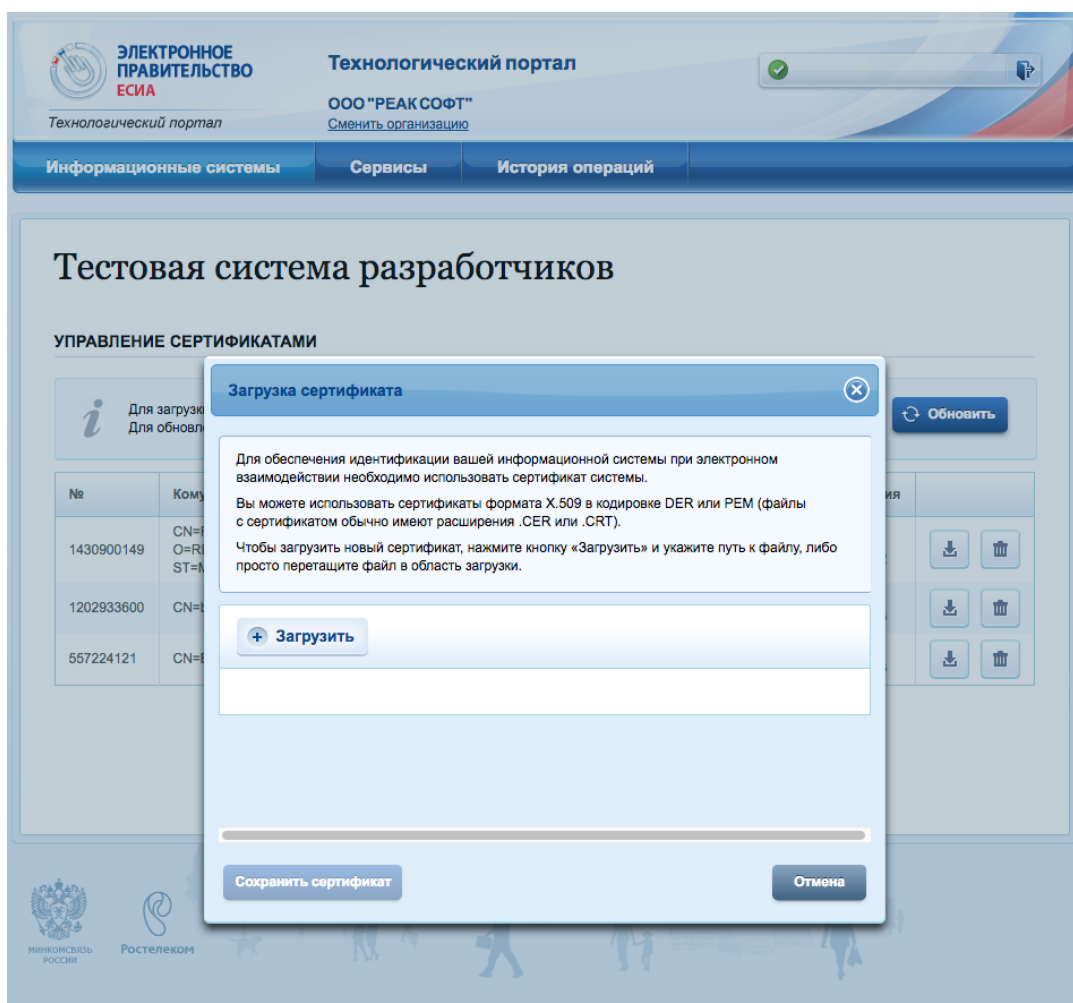 ЭЛЕКТРОННОЕ
ПРАВИТЕЛЬСТВО
ЕСИА
Технологический портал
Технологический портал
ООО "РЕАК СОФТ"
Сменить организацию
Информационные системы
Сервисы
История операций
Тестовая система разработчиков
УПРАВЛЕНИЕ СЕРТИФИКАТАМИ
Для
Для
Обновить
№
1430900149
O=RE
1202933600
557224121
Загрузка сертификата
Для обеспечения идентификации вашей информационной системы при электронном
взаимодействии необходимо использовать сертификат системы.
Вы можете использовать сертификаты формата X.509 в кодировке DER или PEM (файлы
с сертификатом обычно имеют расширения .CER или .CRT).
Чтобы загрузить новый сертификат, нажмите кнопку «Загрузить» и укажите путь к файлу, либо
просто перетащите файл в область загрузки.
Загрузить
Сохранить сертификат
Отмена
МИНКОМСВЯЗЬ
РОССИИ
Ростелеком